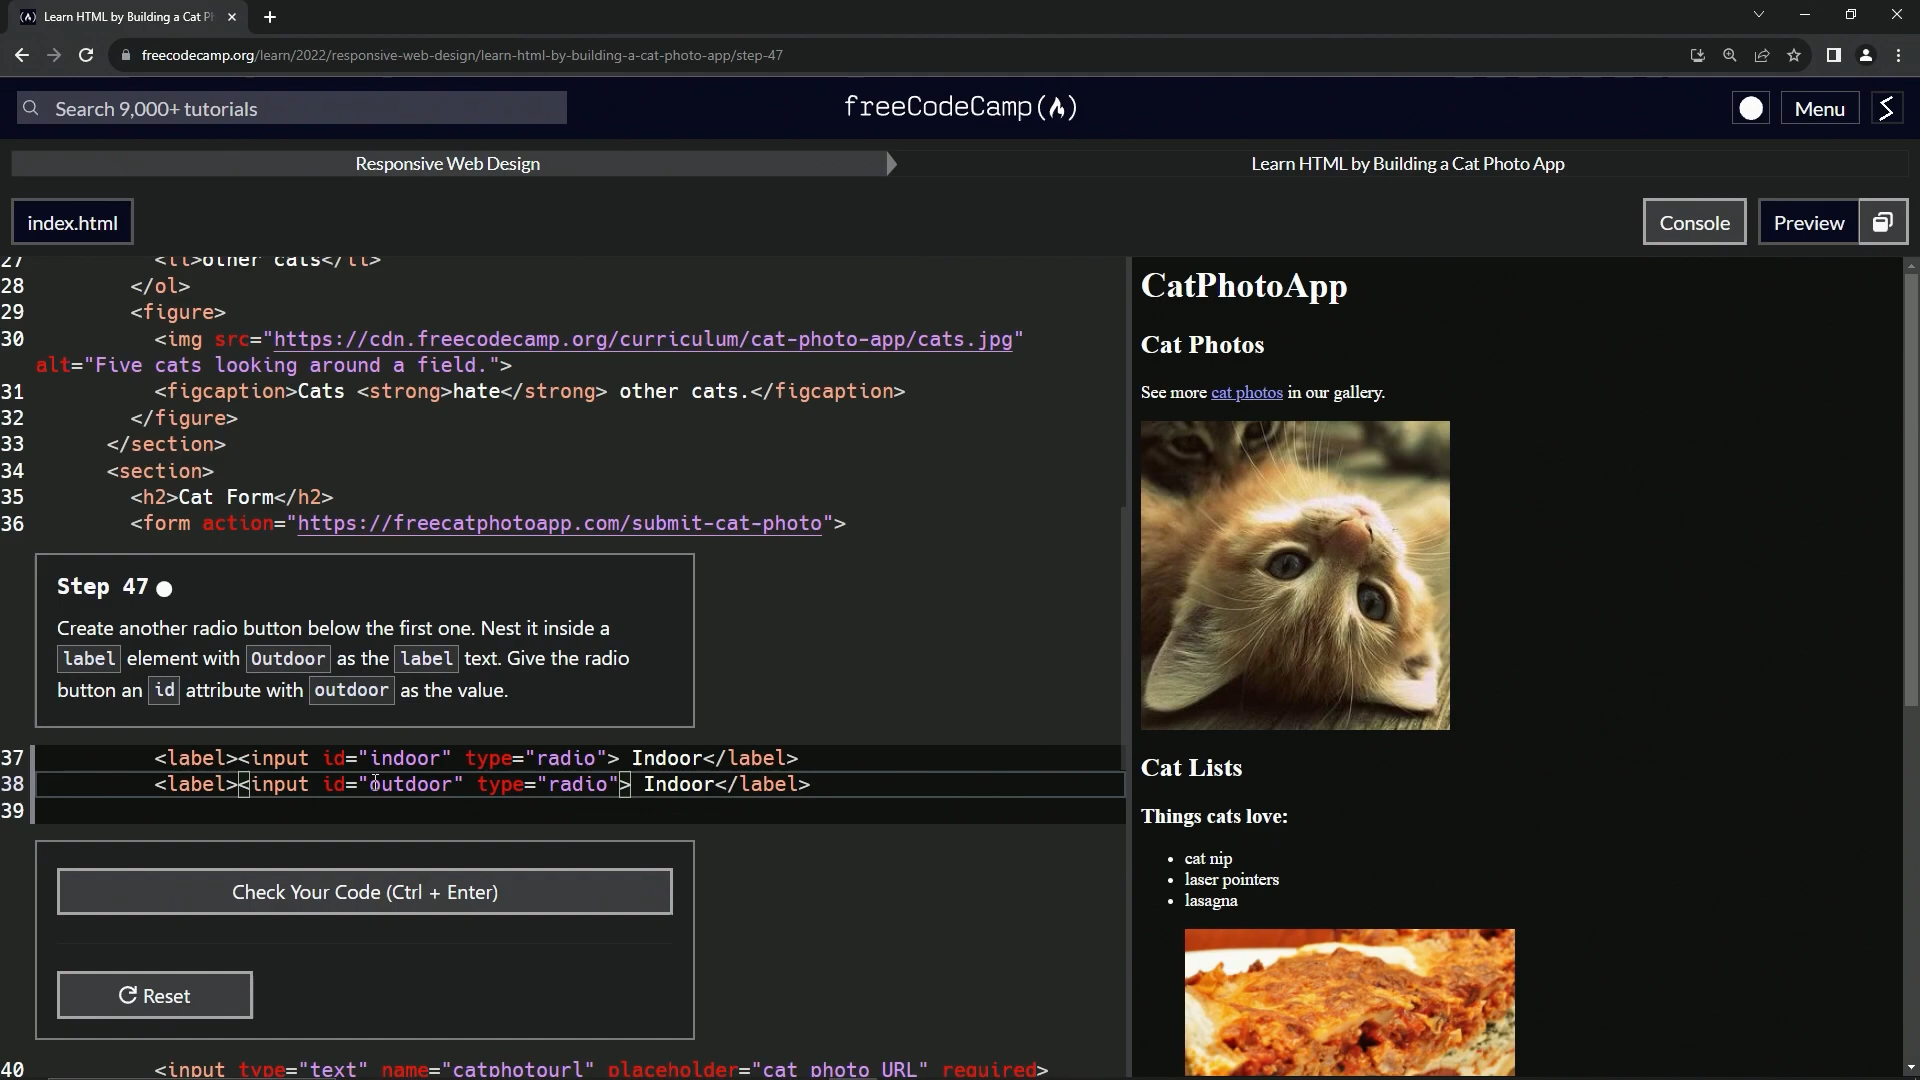 Learn HTML by Building a Cat P
freecodecamp.org/learn/2022/responsive-web-design/learn-html-by-building-a-cat-photo-app/step-47
Search 9,000+ tutorials
freeCodeCamp(🔥)
Menu
Responsive Web Design
Learn HTML by Building a Cat Photo App
index.html
Console
Preview
27 <li>other cats</li>
28 </ol>
29 <figure>
30 <img src="https://cdn.freecodecamp.org/curriculum/cat-photo-app/cats.jpg"
alt="Five cats looking around a field.">
31 <figcaption>Cats <strong>hate</strong> other cats.</figcaption>
32 </figure>
33 </section>
34 <section>
35 <h2>Cat Form</h2>
36 <form action="https://freecatphotoapp.com/submit-cat-photo">
Step 47
Create another radio button below the first one. Nest it inside a
label element with Outdoor as the label text. Give the radio
button an id attribute with outdoor as the value.
37 <label><input id="indoor" type="radio"> Indoor</label>
38 <label><input id="outdoor" type="radio"> Indoor</label>
39
Check Your Code (Ctrl + Enter)
Reset
40 <input type="text" name="catphotourl" placeholder="cat photo URL" required>
CatPhotoApp
Cat Photos
See more cat photos in our gallery.
Cat Lists
Things cats love:
• cat nip
• laser pointers
• lasagna